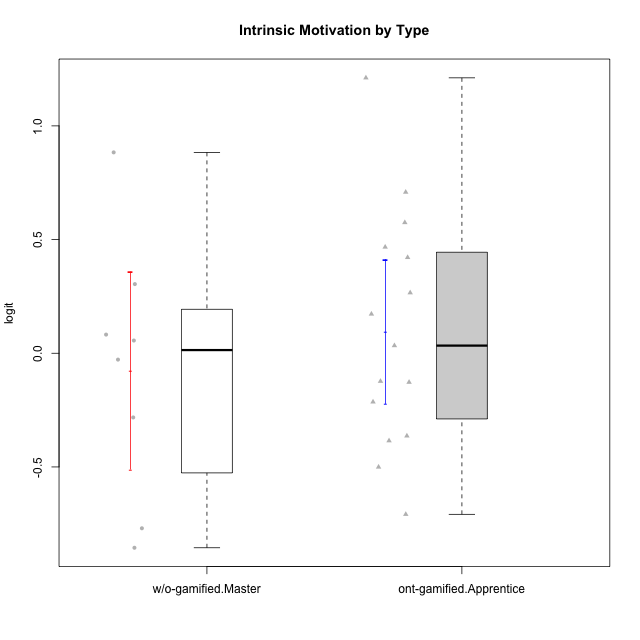 Intrinsic Motivation by Type
1.0
0.5
0.0
-0.5
logit
w/o-gamified.Master
ont-gamified.Apprentice